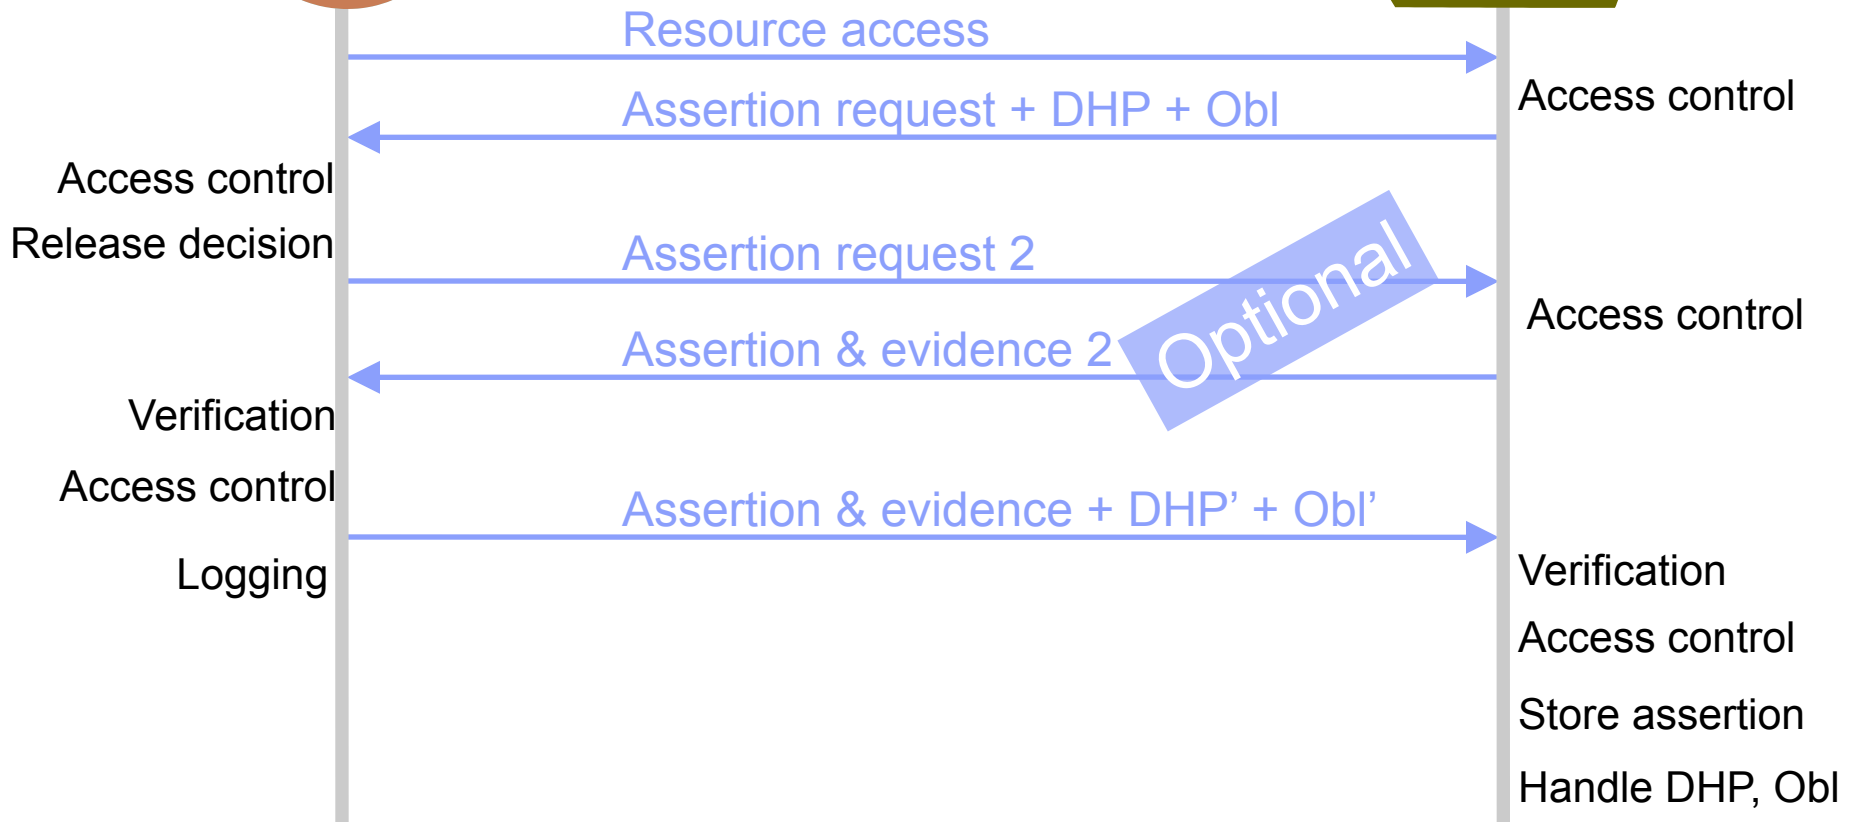 Resource access
Access control
Assertion request + DHP + Obl
Access control
Release decision
Assertion request 2
Optional
Access control
Assertion & evidence 2
Verification
Access control
Assertion & evidence + DHP’ + Obl’
Logging
Verification
Access control
Store assertion
Handle DHP, Obl